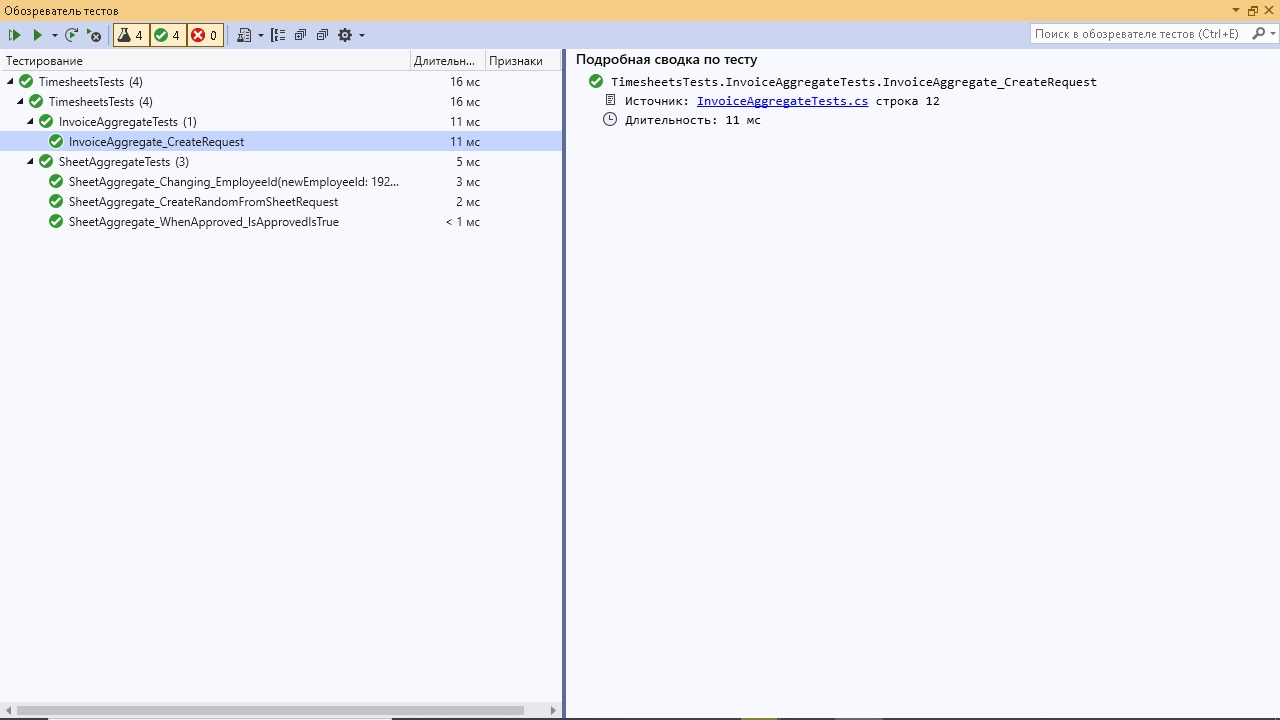 Обозреватель тестов
4 4 0
Поиск в обозревателе тестов (Ctrl+E)
Тестирование Длительн... Признаки
TimesheetsTests (4) 16 мс
TimesheetsTests (4) 16 мс
InvoiceAggregateTests (1) 11 мс
InvoiceAggregate_CreateRequest 11 мс
SheetAggregateTests (3) 5 мс
SheetAggregate_Changing_EmployeeId(newEmployeeId: 192... 3 мс
SheetAggregate_CreateRandomFromSheetRequest 2 мс
SheetAggregate_WhenApproved_IsApprovedIsTrue < 1 мс
Подробная сводка по тесту
TimesheetsTests.InvoiceAggregateTests.InvoiceAggregate_CreateRequest
Источник: InvoiceAggregateTests.cs строка 12
Длительность: 11 мс